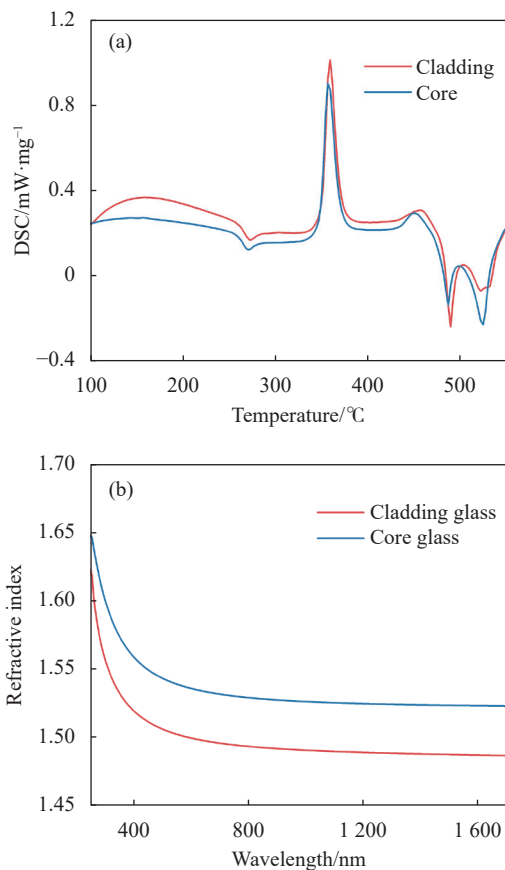 (a)
Cladding
Core
1.2
0.8
0.4
0
−0.4
DSC/mW·mg⁻¹
100
200
300
400
500
Temperature/℃
(b)
Cladding glass
Core glass
1.70
1.65
1.60
1.55
1.50
1.45
Refractive index
400
800
1 200
1 600
Wavelength/nm